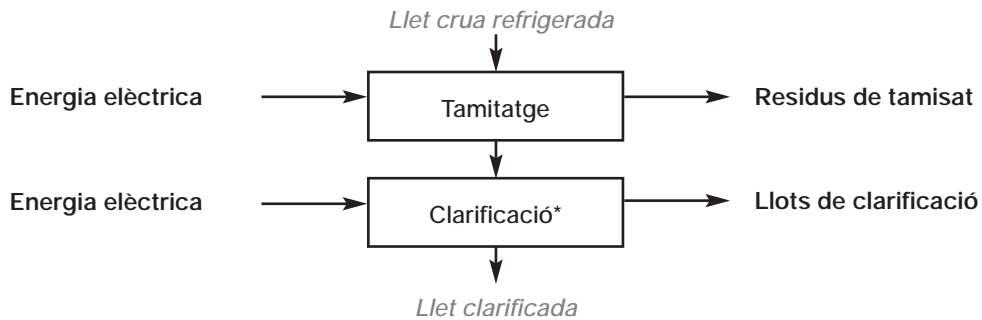 Llet crua refrigerada
Energia elèctrica
Tamitatge
Residus de tamisat
Energia elèctrica
Clarificació*
Llots de clarificació
Llet clarificada